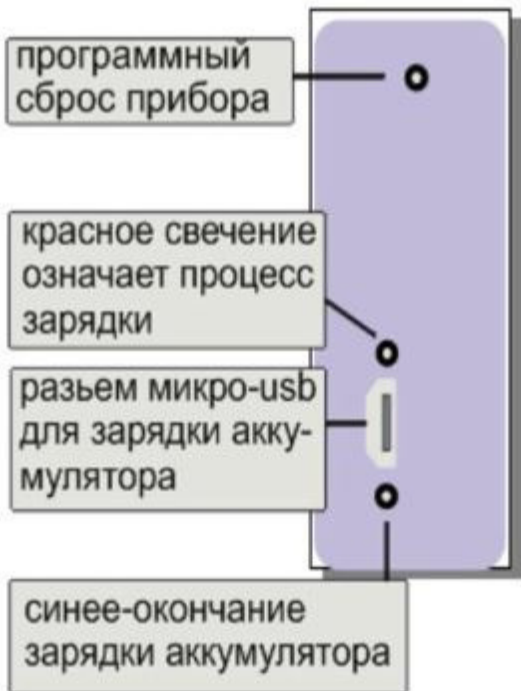 программный
сброс прибора
красное свечение
означает процесс
зарядки
разьем микро-usb
для зарядки акку-
мулятора
синее-окончание
зарядки аккумулятора